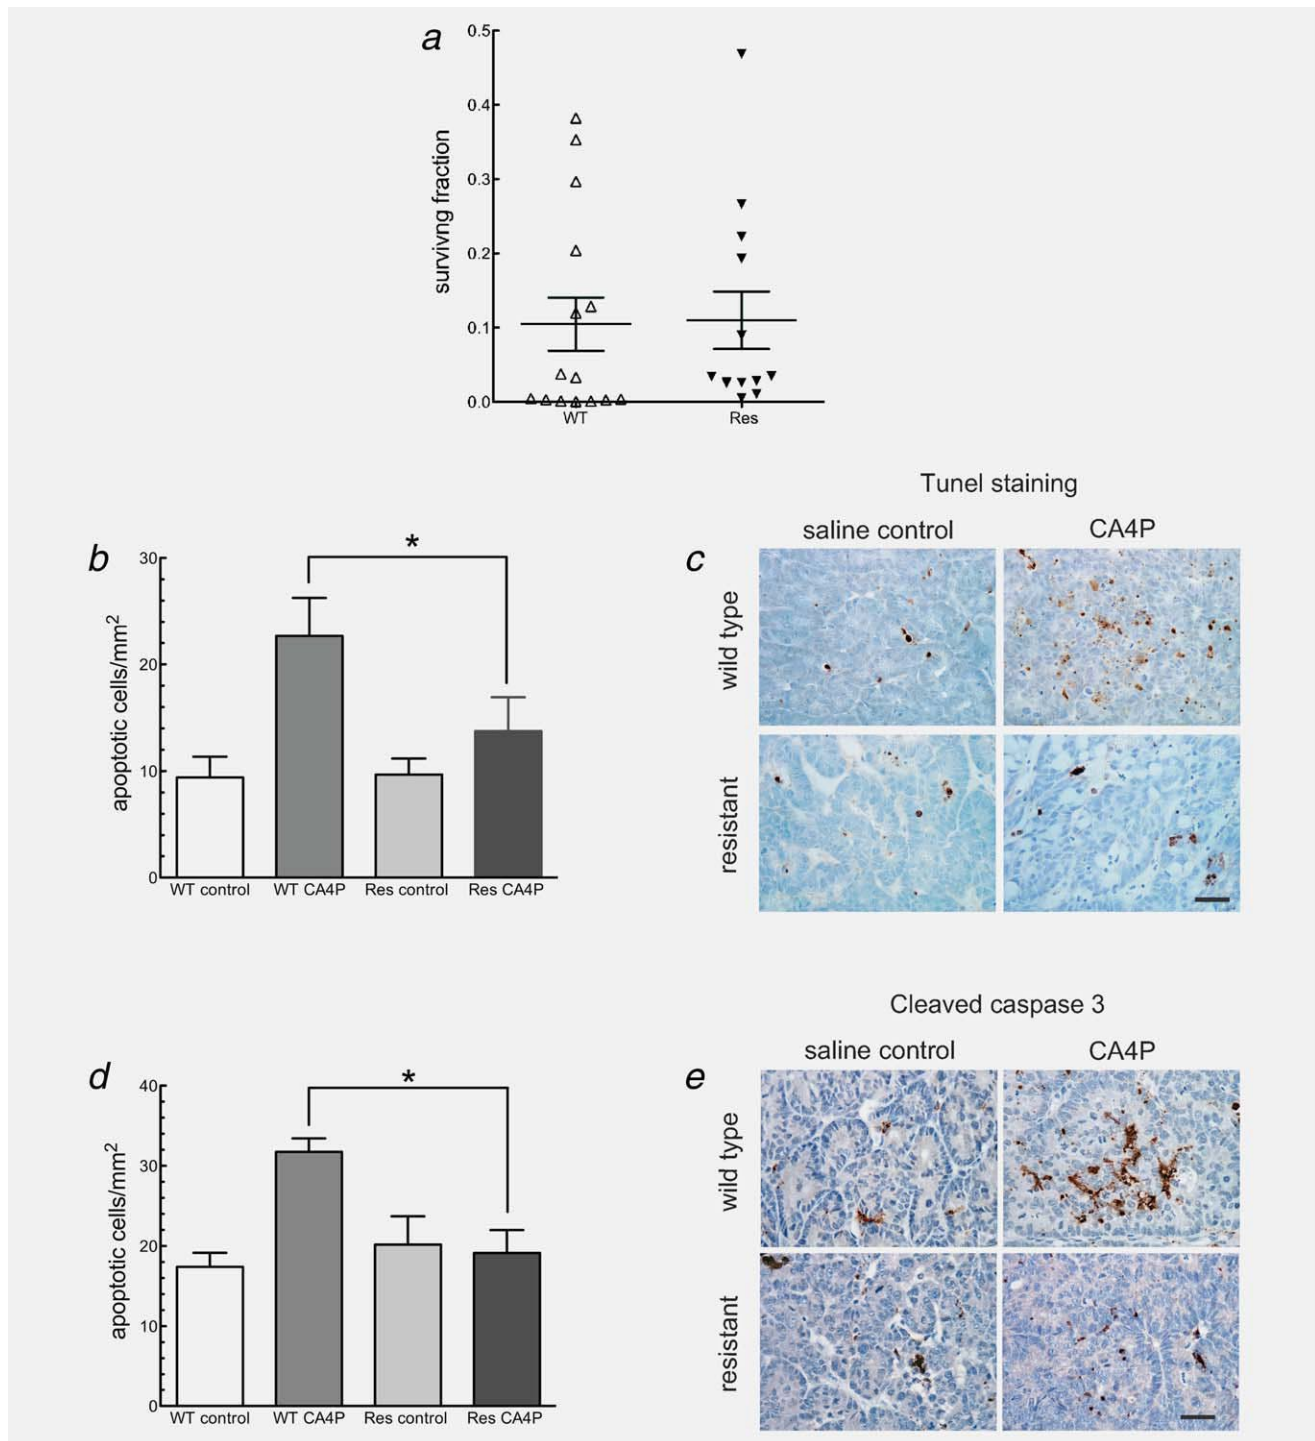 a
0.5
0.4
0.3
0.2
0.1
0.0
survivng fraction
WT
Res
b
30
20
10
0
apoptotic cells/mm2
*
WT control
WT CA4P
Res control
Res CA4P
c
Tunel staining
saline control
CA4P
wild type
resistant
d
40
30
20
10
0
apoptotic cells/mm2
*
WT control
WT CA4P
Res control
Res CA4P
e
Cleaved caspase 3
saline control
CA4P
wild type
resistant